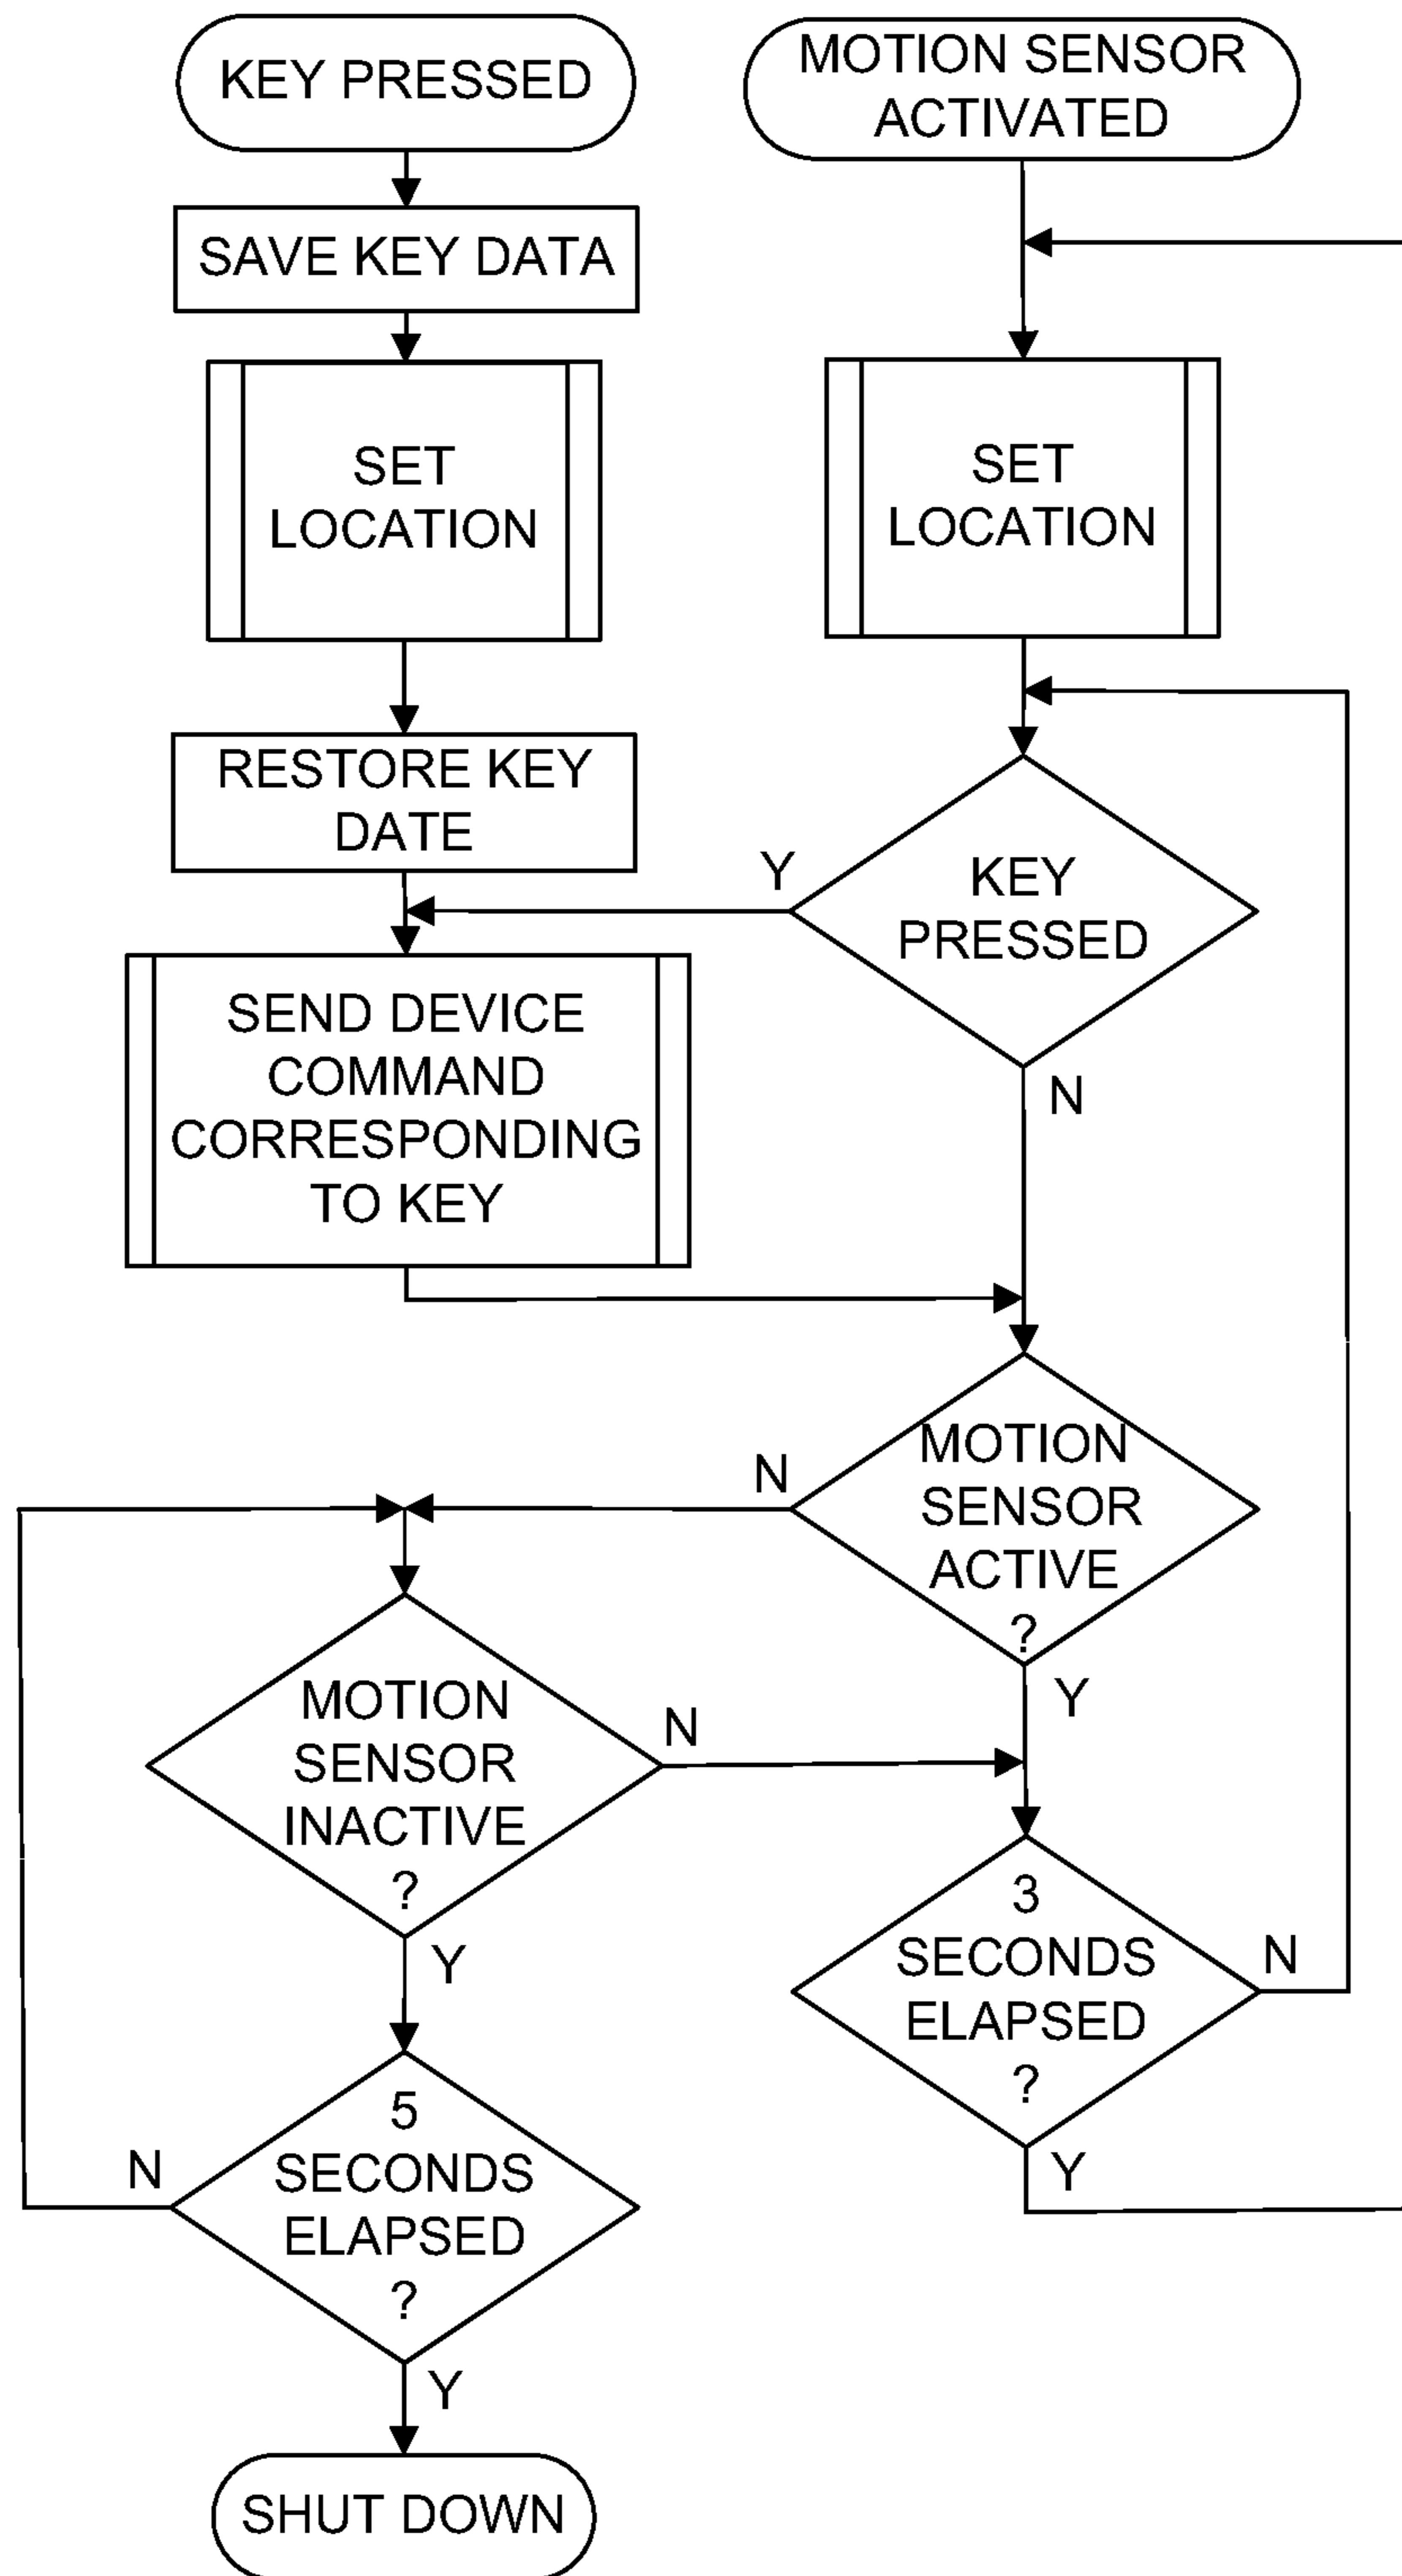 KEY PRESSED
SAVE KEY DATA
SET
LOCATION
RESTORE KEY
DATE
SEND DEVICE
COMMAND
CORRESPONDING
TO KEY
MOTION SENSOR
ACTIVATED
SET
LOCATION
KEY
PRESSED
Y
N
MOTION
SENSOR
ACTIVE
?
N
Y
MOTION
SENSOR
INACTIVE
?
N
Y
3
SECONDS
ELAPSED
?
N
Y
5
SECONDS
ELAPSED
?
N
Y
SHUT DOWN